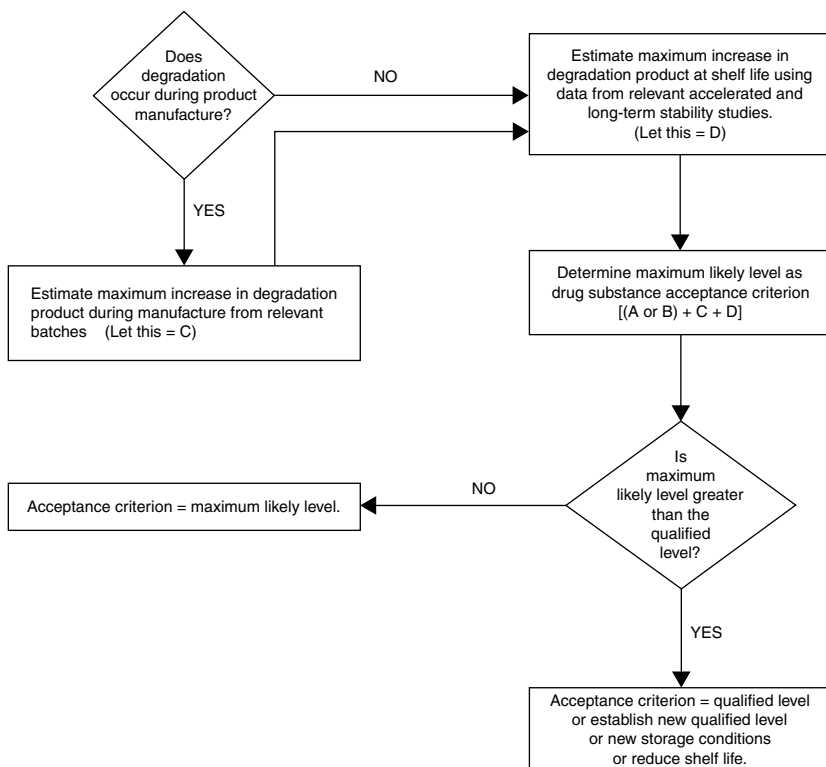 Does
degradation
occur during product
manufacture?
NO
Estimate maximum increase in
degradation product at shelf life using
data from relevant accelerated and
long-term stability studies.
(Let this = D)
YES
Estimate maximum increase in degradation
product during manufacture from relevant
batches (Let this = C)
Determine maximum likely level as
drug substance acceptance criterion
[(A or B) + C + D]
Is
maximum
likely level greater
than the
qualified
level?
NO
Acceptance criterion = maximum likely level.
YES
Acceptance criterion = qualified level
or establish new qualified level
or new storage conditions
or reduce shelf life.